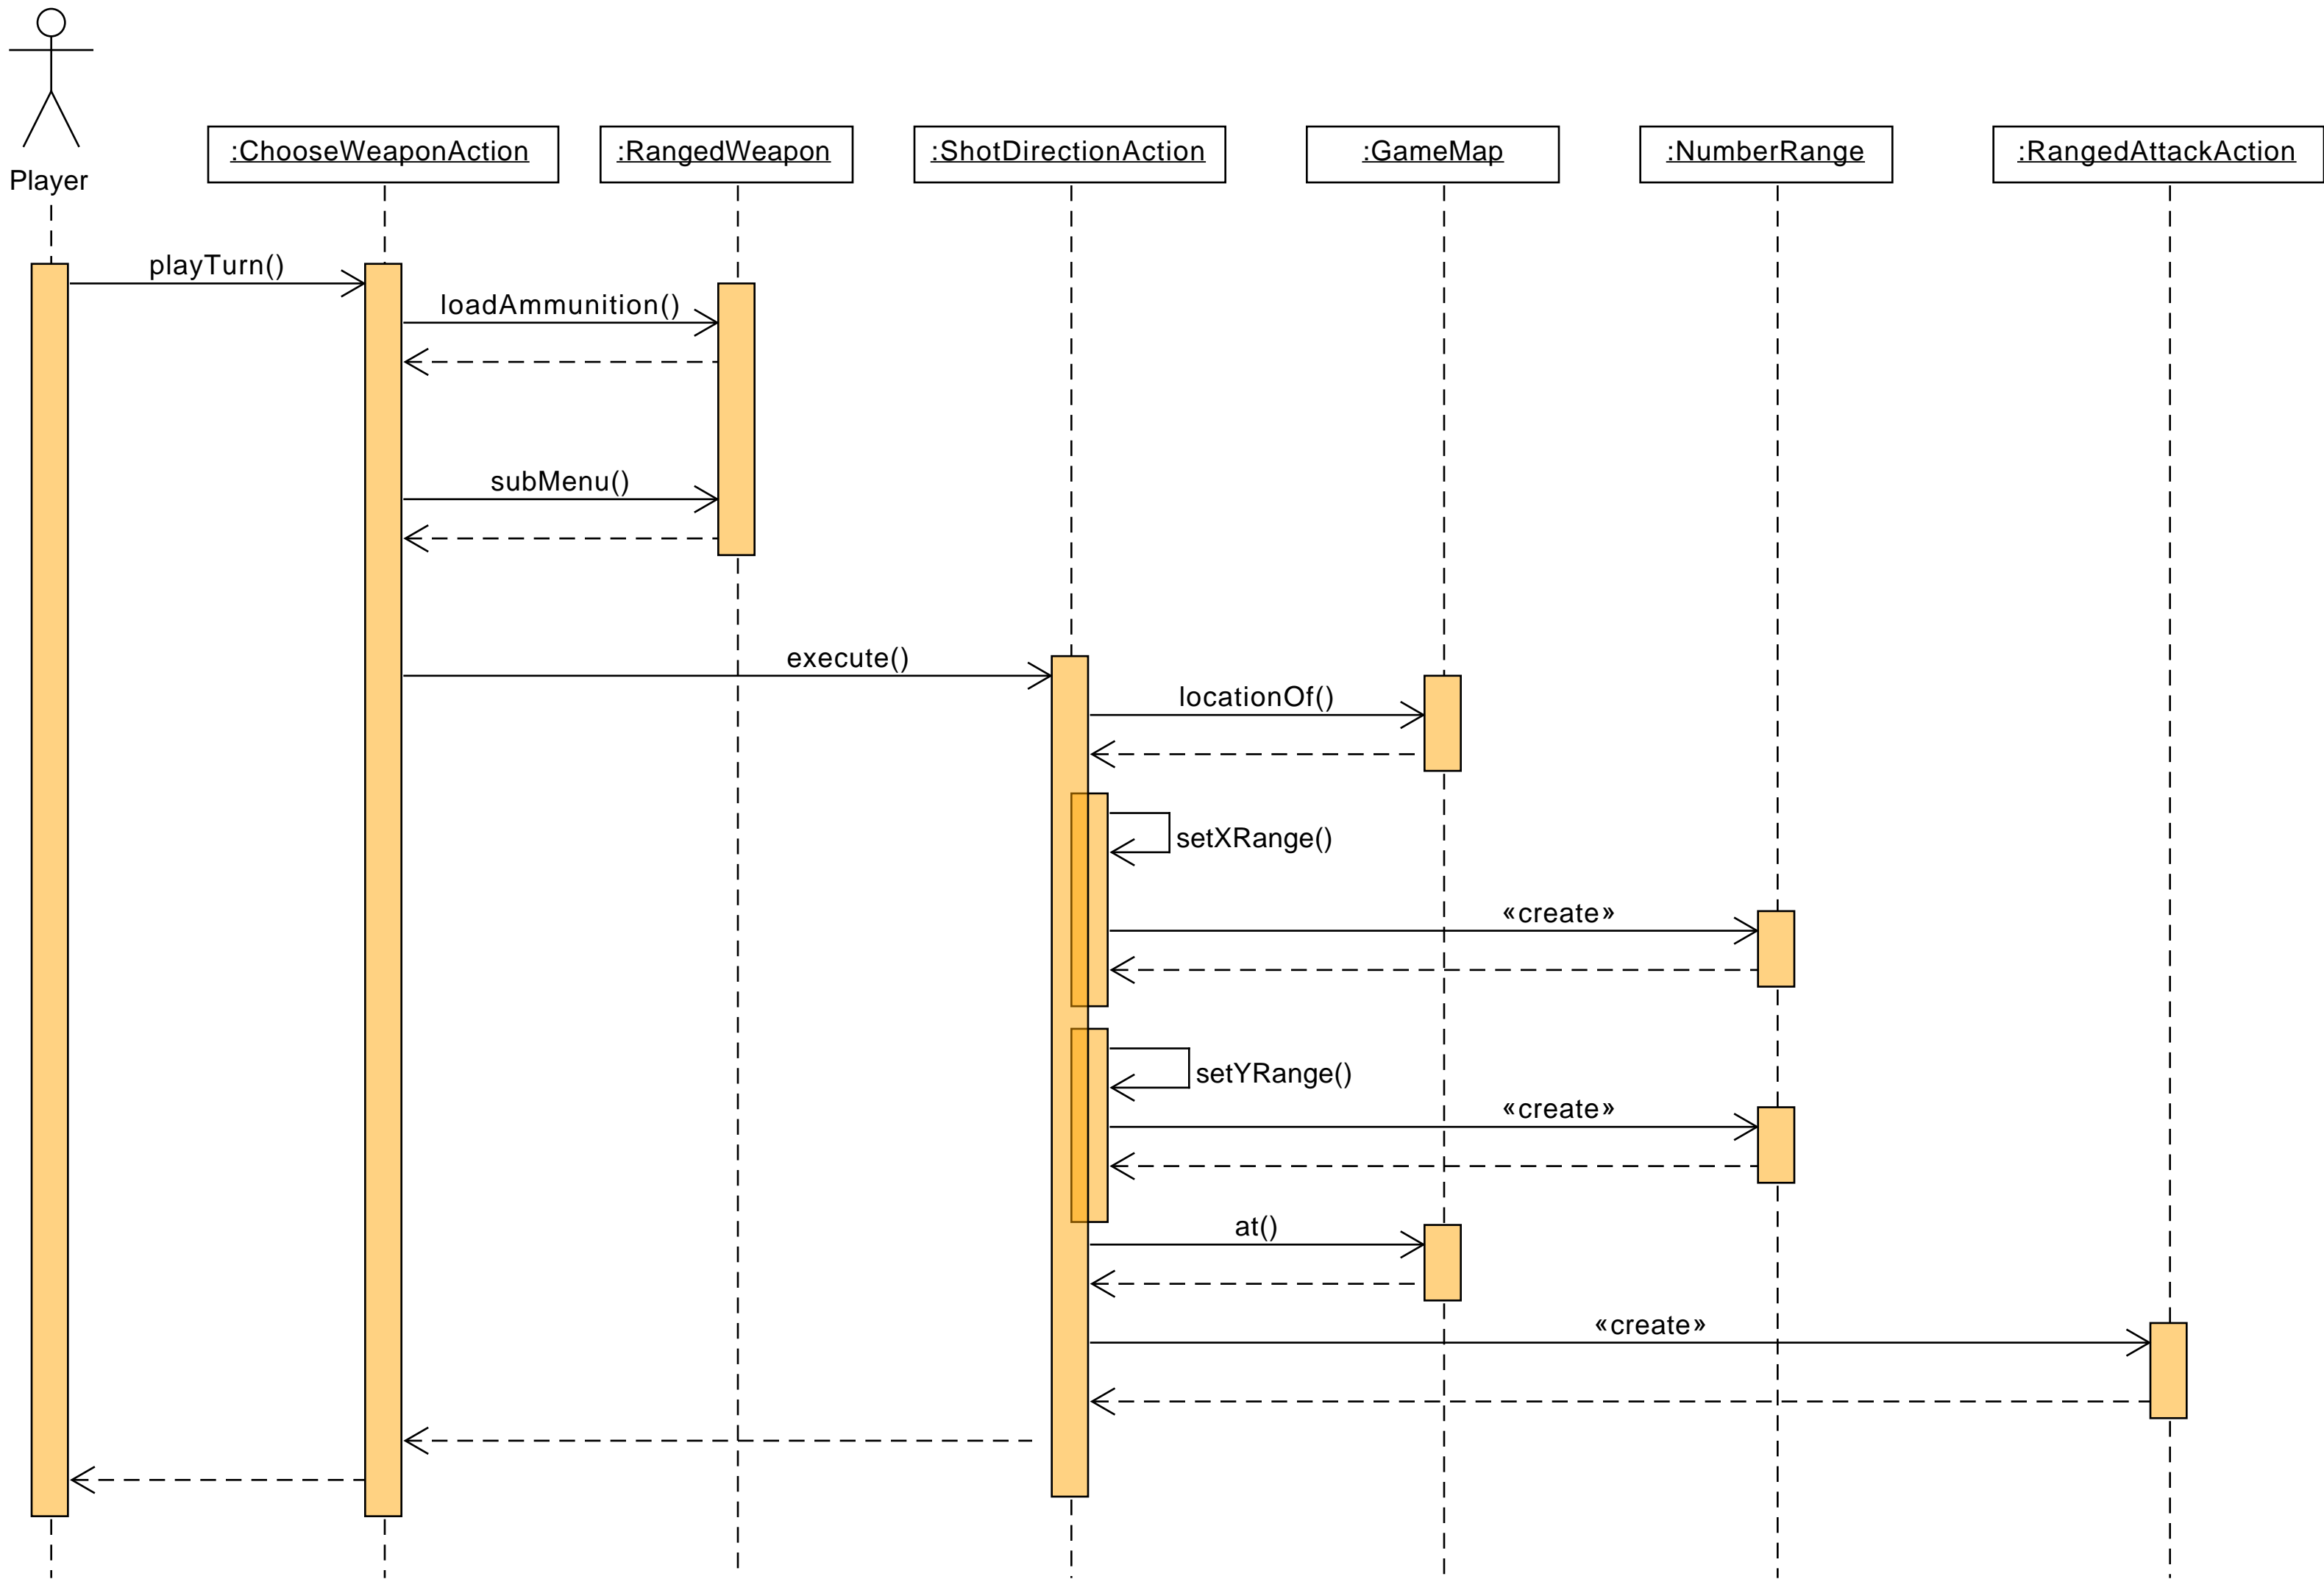 Player
:ChooseWeaponAction
:RangedWeapon
:ShotDirectionAction
:GameMap
:NumberRange
:RangedAttackAction
playTurn()
loadAmmunition()
subMenu()
execute()
locationOf()
setXRange()
«create»
setYRange()
«create»
at()
«create»